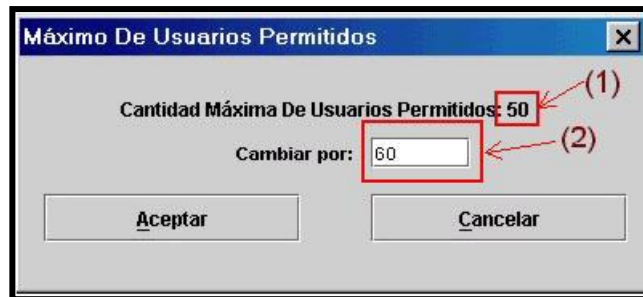 Máximo De Usuarios Permitidos
(1)
Cantidad Máxima De Usuarios Permitidos: 50
Cambiar por: 60
(2)
Aceptar
Cancelar